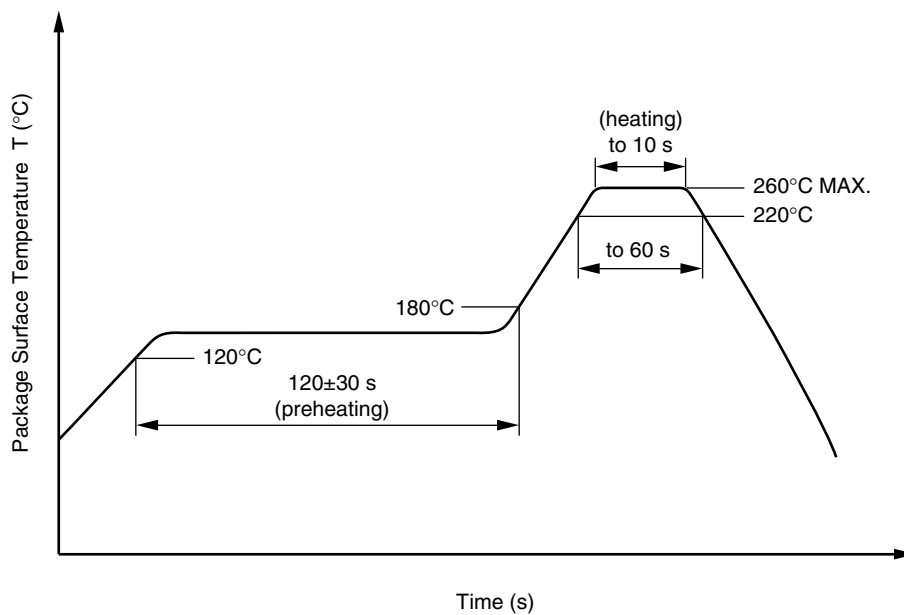 Package Surface Temperature T (°C)
(heating)
to 10 s
260°C MAX.
220°C
to 60 s
180°C
120°C
120±30 s
(preheating)
Time (s)